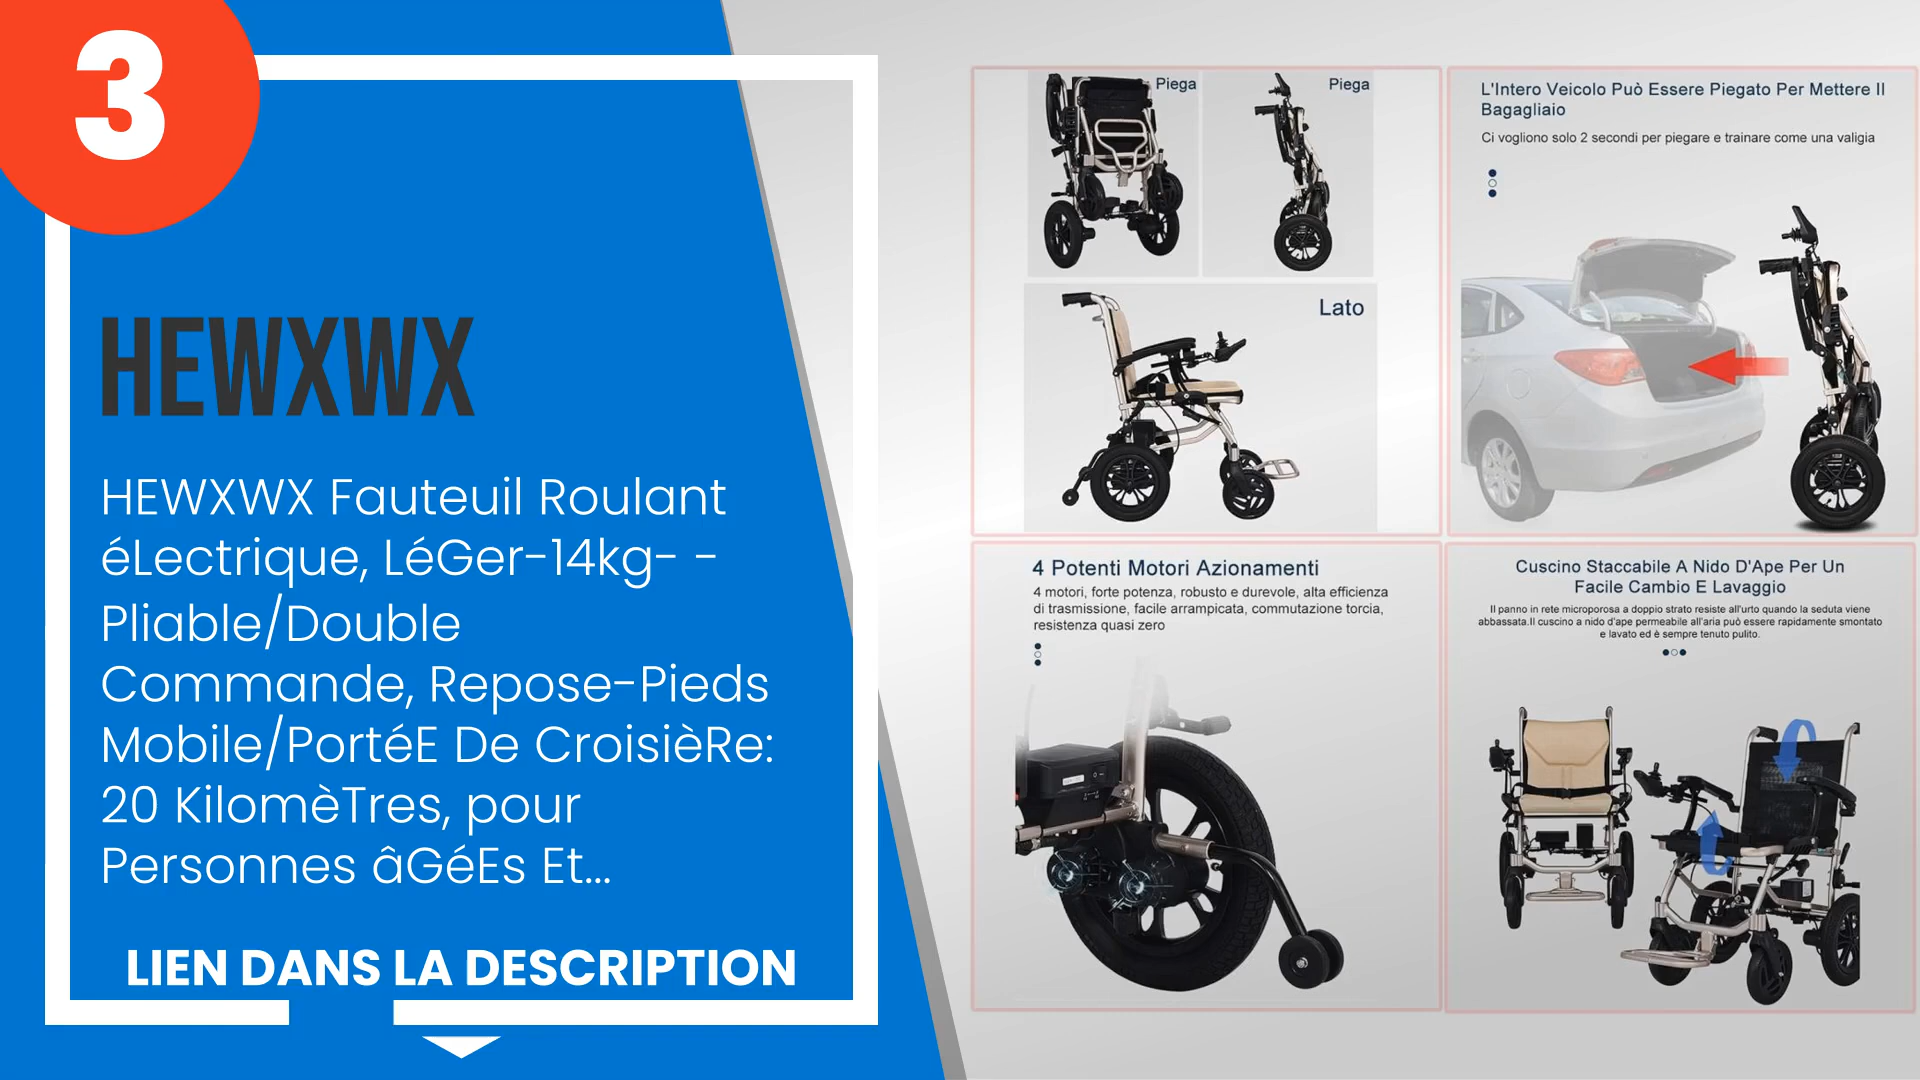 3
HEWXWX
HEWXWX Fauteuil Roulant
éLectrique, LéGer-14kg- -
Pliable/Double
Commande, Repose-Pieds
Mobile/PortéE De CroisièRe:
20 KilomèTres, pour
Personnes âGéEs Et...
LIEN DANS LA DESCRIPTION
Piega
Piega
Lato
L'Intero Veicolo Può Essere Piegato Per Mettere Il
Bagagliaio
Ci vogliono solo 2 secondi per piegare e trainare come una valigia
4 Potenti Motori Azionamenti
4 motori, forte potenza, robusto e durevole, alta efficienza
di trasmissione, facile arrampicata, commutazione torcia,
resistenza quasi zero
Cuscino Staccabile A Nido D'Ape Per Un
Facile Cambio E Lavaggio
Il panno in rete microporosa a doppio strato resiste all'urto quando la seduta viene
abbassata.Il cuscino a nido d'ape permeabile all'aria può essere rapidamente smontato
e lavato ed è sempre tenuto pulito.